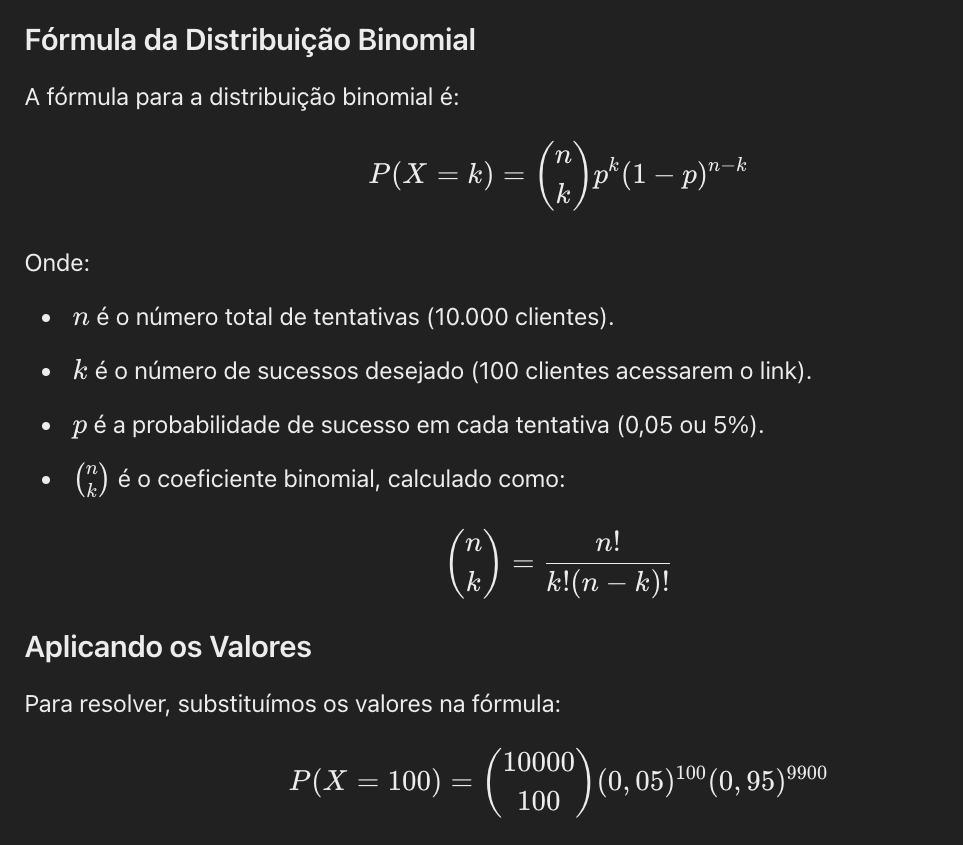 Fórmula da Distribuição Binomial
A fórmula para a distribuição binomial é:
P(X = k) = \binom{n}{k} p^k (1 − p)^{n−k}
Onde:
• n é o número total de tentativas (10.000 clientes).
• k é o número de sucessos desejado (100 clientes acessarem o link).
• p é a probabilidade de sucesso em cada tentativa (0,05 ou 5%).
• \binom{n}{k} é o coeficiente binomial, calculado como:
\binom{n}{k} = \frac{n!}{k!(n − k)!}
Aplicando os Valores
Para resolver, substituímos os valores na fórmula:
P(X = 100) = \binom{10000}{100} (0, 05)^{100} (0, 95)^{9900}